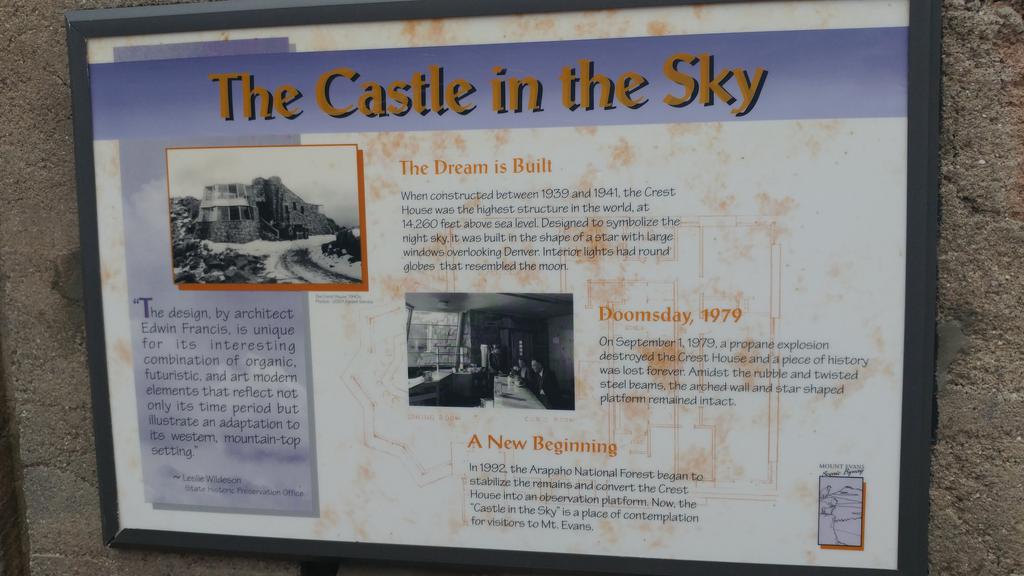 The Castle in the Sky
The Dream is Built
When constructed between 1939 and 1941, the Crest
House was the highest structure in the world, at
14,260 feet above sea level. Designed to symbolize the
night sky, it was built in the shape of a star with large
windows overlooking Denver. Interior lights had round
globes that resembled the moon.
"The design, by architect
Edwin Francis, is unique
for its interesting
combination of organic,
futuristic, and art modern
elements that reflect not
only its time period but
illustrate an adaptation to
its western, mountain-top
setting."
~ Leslie Wildeson
State Historic Preservation Office
Doomsday, 1979
On September 1, 1979, a propane explosion
destroyed the Crest House and a piece of history
was lost forever. Amidst the rubble and twisted
steel beams, the arched wall and star shaped
platform remained intact.
DINING ROOM
A New Beginning
In 1992, the Arapaho National Forest began to
stabilize the remains and convert the Crest
House into an observation platform. Now, the
"Castle in the Sky" is a place of contemplation
for visitors to Mt. Evans.
MOUNT EVANS
Scenic Byway